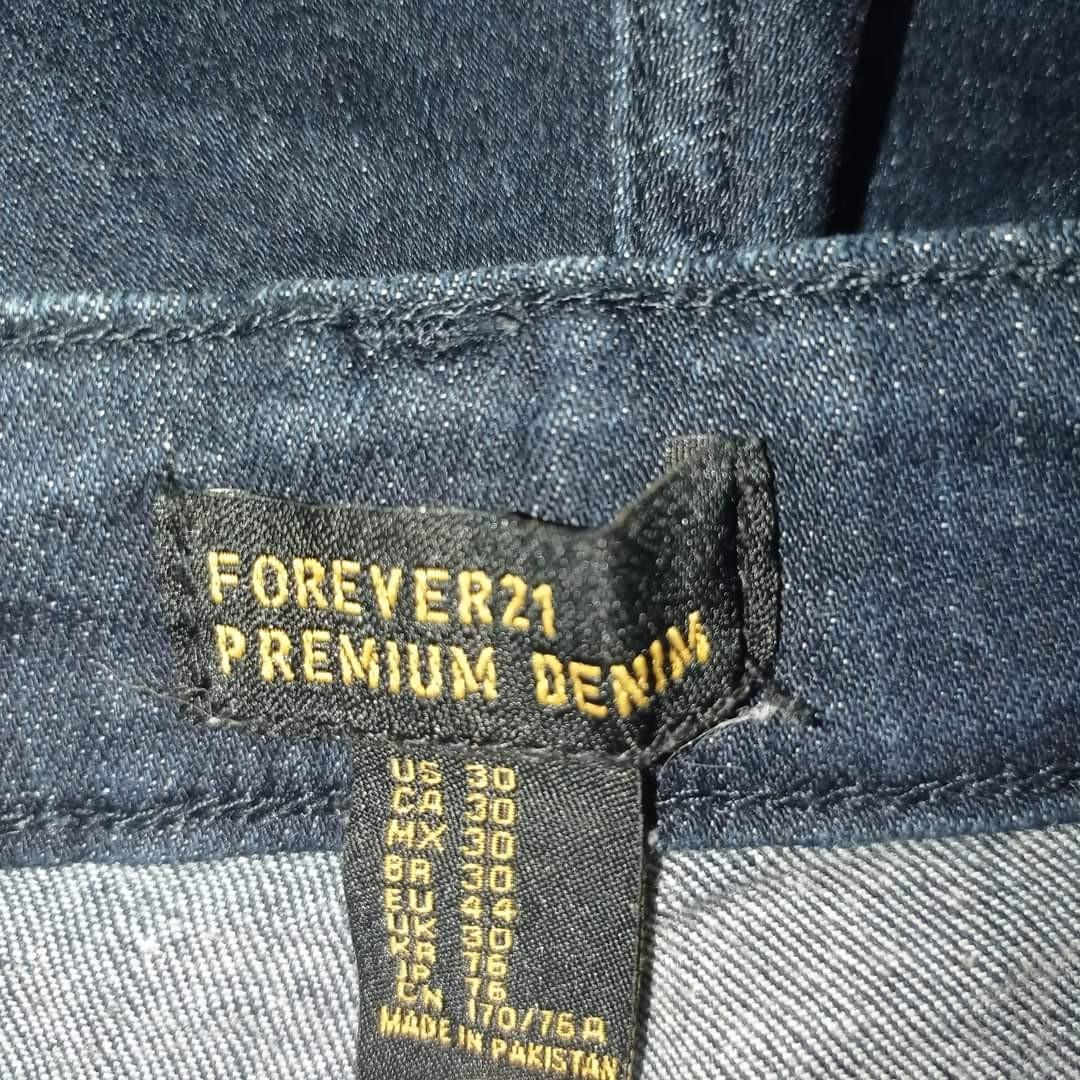 FOREVER21
PREMIUM DENIM
US 30
CA 30
MX 30
BR 30
EU 44
UK 30
KR 76
JP 76
CN 170/76A
MADE IN PAKISTAN